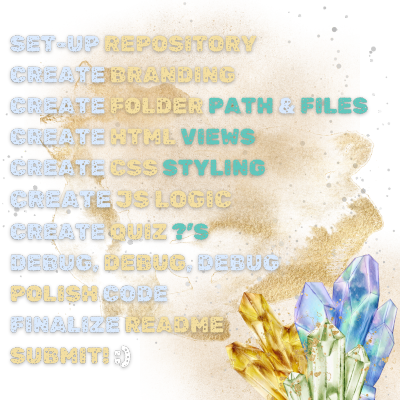 SET-UP REPOSITORY
CREATE BRANDING
CREATE FOLDER PATH & FILES
CREATE HTML VIEWS
CREATE CSS STYLING
CREATE JS LOGIC
CREATE QUIZ ?'S
DEBUG, DEBUG, DEBUG
POLISH CODE
FINALIZE README
SUBMIT! :)